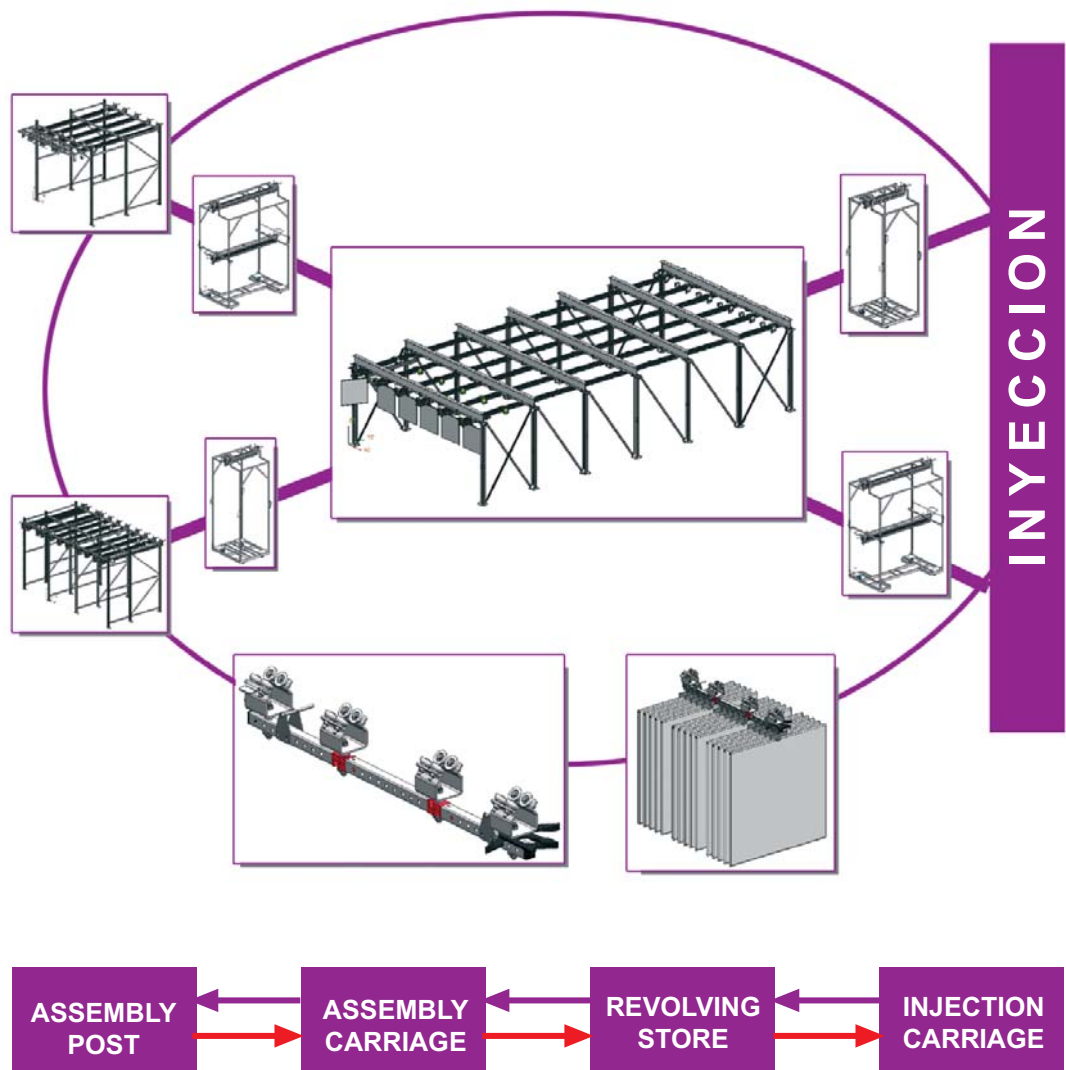 INYECCION
ASSEMBLY
POST
ASSEMBLY
CARRIAGE
REVOLVING
STORE
INJECTION
CARRIAGE